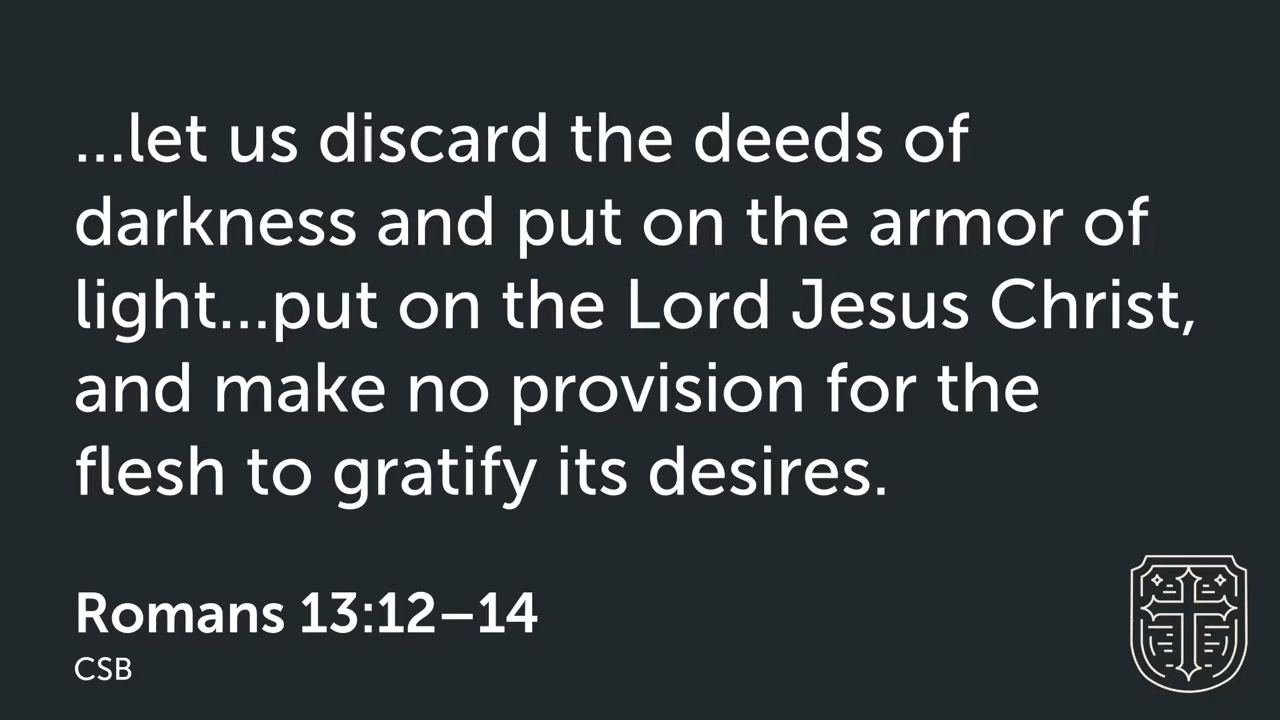 ...let us discard the deeds of
darkness and put on the armor of
light...put on the Lord Jesus Christ,
and make no provision for the
flesh to gratify its desires.
Romans 13:12–14
CSB